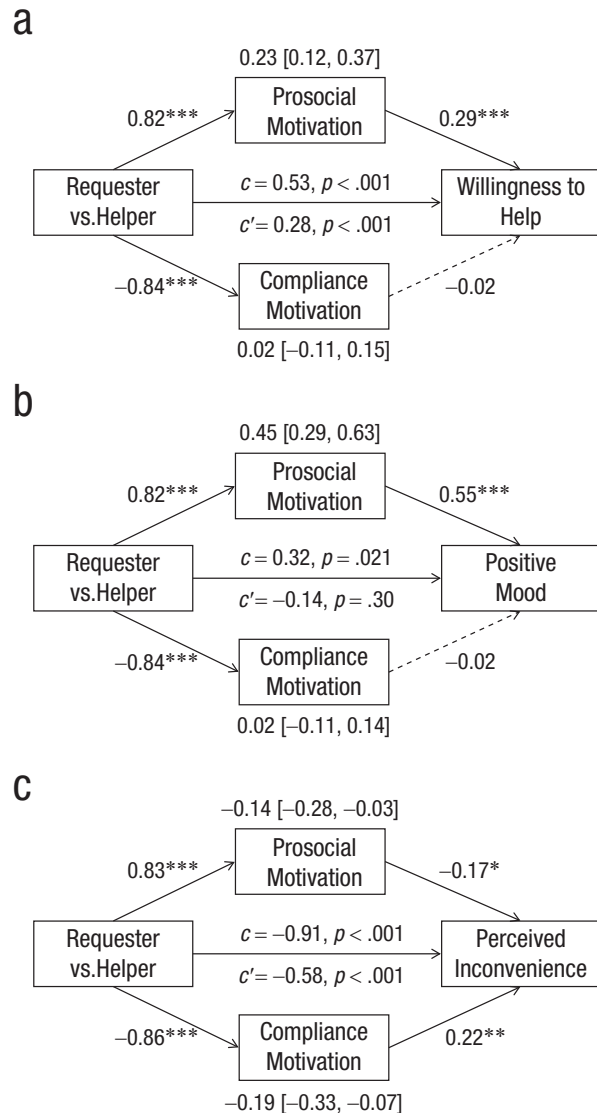 a
0.23 [0.12, 0.37]
Prosocial
Motivation
0.82***
0.29***
Requester
vs.Helper
c = 0.53, p < .001
c′ = 0.28, p < .001
Willingness to
Help
−0.84***
Compliance
Motivation
−0.02
0.02 [−0.11, 0.15]
b
0.45 [0.29, 0.63]
Prosocial
Motivation
0.82***
0.55***
Requester
vs.Helper
c = 0.32, p = .021
c′ = −0.14, p = .30
Positive
Mood
−0.84***
Compliance
Motivation
−0.02
0.02 [−0.11, 0.14]
c
−0.14 [−0.28, −0.03]
Prosocial
Motivation
0.83***
−0.17*
Requester
vs.Helper
c = −0.91, p < .001
c′ = −0.58, p < .001
Perceived
Inconvenience
−0.86***
Compliance
Motivation
0.22**
−0.19 [−0.33, −0.07]